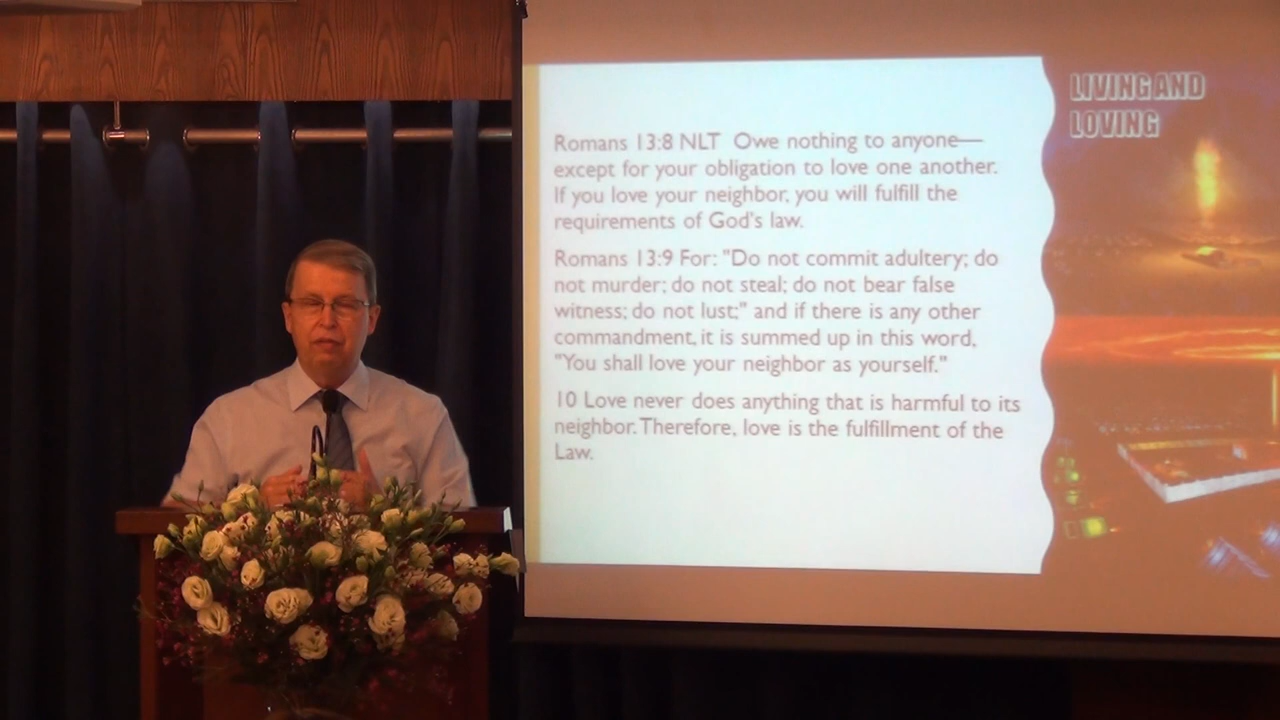 LIVING AND
LOVING
Romans 13:8 NLT Owe nothing to anyone—
except for your obligation to love one another.
If you love your neighbor, you will fulfill the
requirements of God's law.
Romans 13:9 For: "Do not commit adultery; do
not murder; do not steal; do not bear false
witness; do not lust;" and if there is any other
commandment, it is summed up in this word,
"You shall love your neighbor as yourself."
10 Love never does anything that is harmful to its
neighbor. Therefore, love is the fulfillment of the
Law.